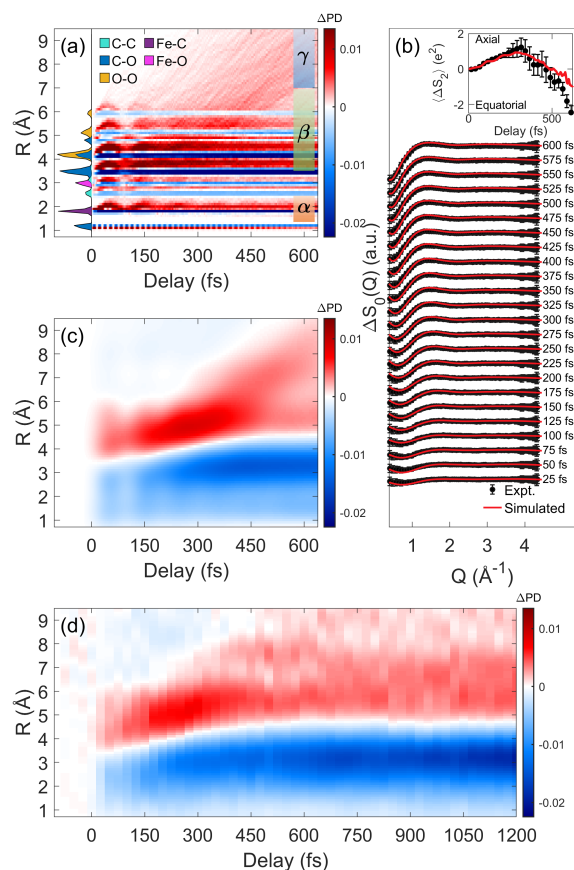 (a)
C-C
Fe-C
C-O
Fe-O
O-O
γ
β
α
ΔPD
0.01
0
-0.01
-0.02
R (Å)
9
8
7
6
5
4
3
2
1
0 150 300 450 600
Delay (fs)
(b)
Axial
Equatorial
⟨ΔS₂⟩ (e²)
2
0
-2
0 500
Delay (fs)
600 fs
575 fs
550 fs
525 fs
500 fs
475 fs
450 fs
425 fs
400 fs
375 fs
350 fs
325 fs
300 fs
275 fs
250 fs
225 fs
200 fs
175 fs
150 fs
125 fs
100 fs
75 fs
50 fs
25 fs
Expt.
Simulated
ΔS₀(Q) (a.u.)
1 2 3 4
Q (Å⁻¹)
(c)
ΔPD
0.01
0
-0.01
-0.02
R (Å)
9
8
7
6
5
4
3
2
1
0 150 300 450 600
Delay (fs)
(d)
ΔPD
0.01
0
-0.01
-0.02
R (Å)
9
8
7
6
5
4
3
2
1
0 150 300 450 600 750 900 1050 1200
Delay (fs)